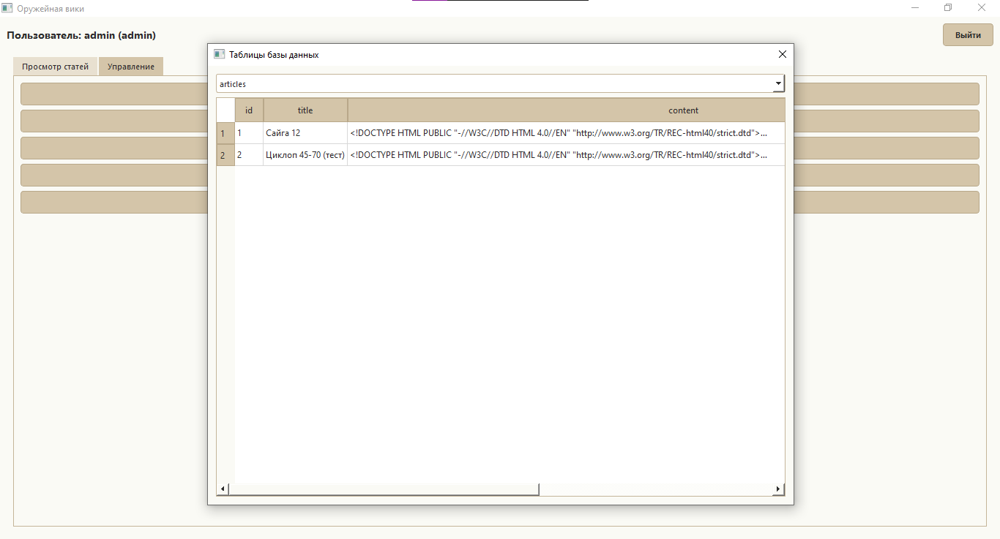 Оружейная вики
Пользователь: admin (admin)
Выйти
Просмотр статей
Управление
Таблицы базы данных
articles
id title content
1 1 Сайга 12 <!DOCTYPE HTML PUBLIC "-//W3C//DTD HTML 4.0//EN" "http://www.w3.org/TR/REC-html40/strict.dtd">...
2 2 Циклоп 45-70 (тест) <!DOCTYPE HTML PUBLIC "-//W3C//DTD HTML 4.0//EN" "http://www.w3.org/TR/REC-html40/strict.dtd">...